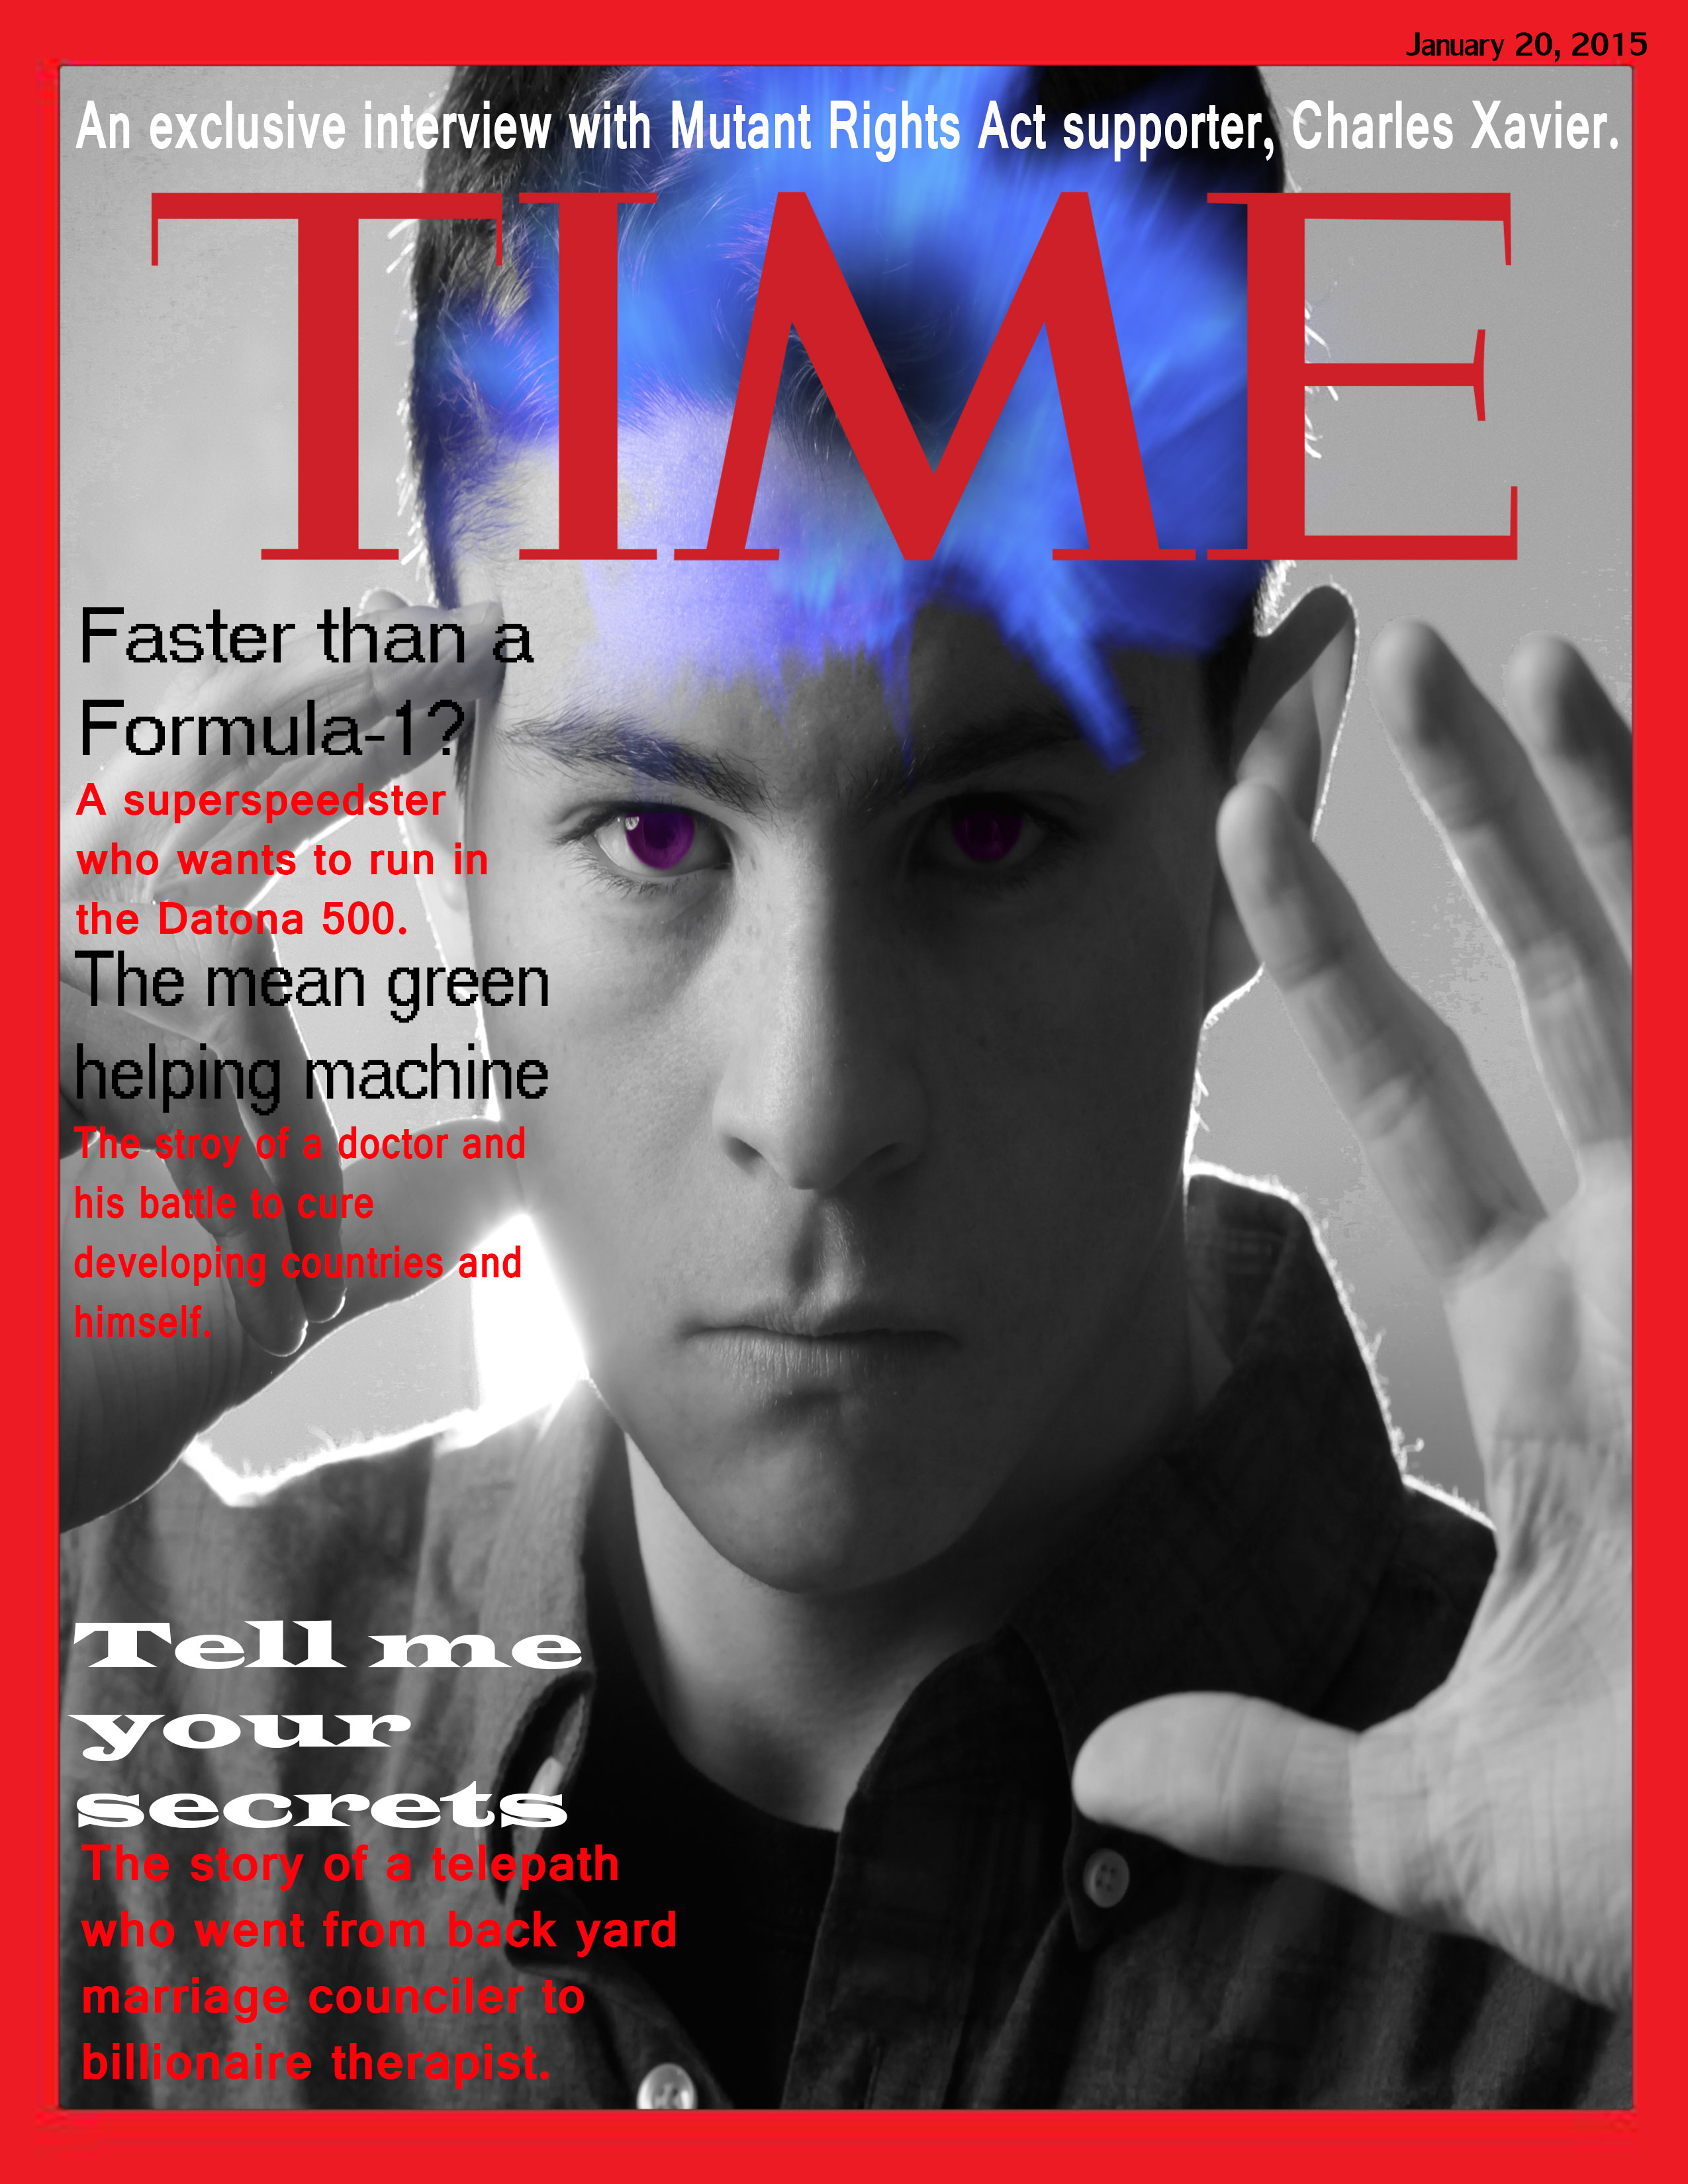 January 20, 2015
An exclusive interview with Mutant Rights Act supporter, Charles Xavier.
TIME
Faster than a
Formula-1?
A superspeedster
who wants to run in
the Datona 500.
The mean green
helping machine
The stroy of a doctor and
his battle to cure
developing countries and
himself.
Tell me
your
secrets
The story of a telepath
who went from back yard
marriage counciler to
billionaire therapist.